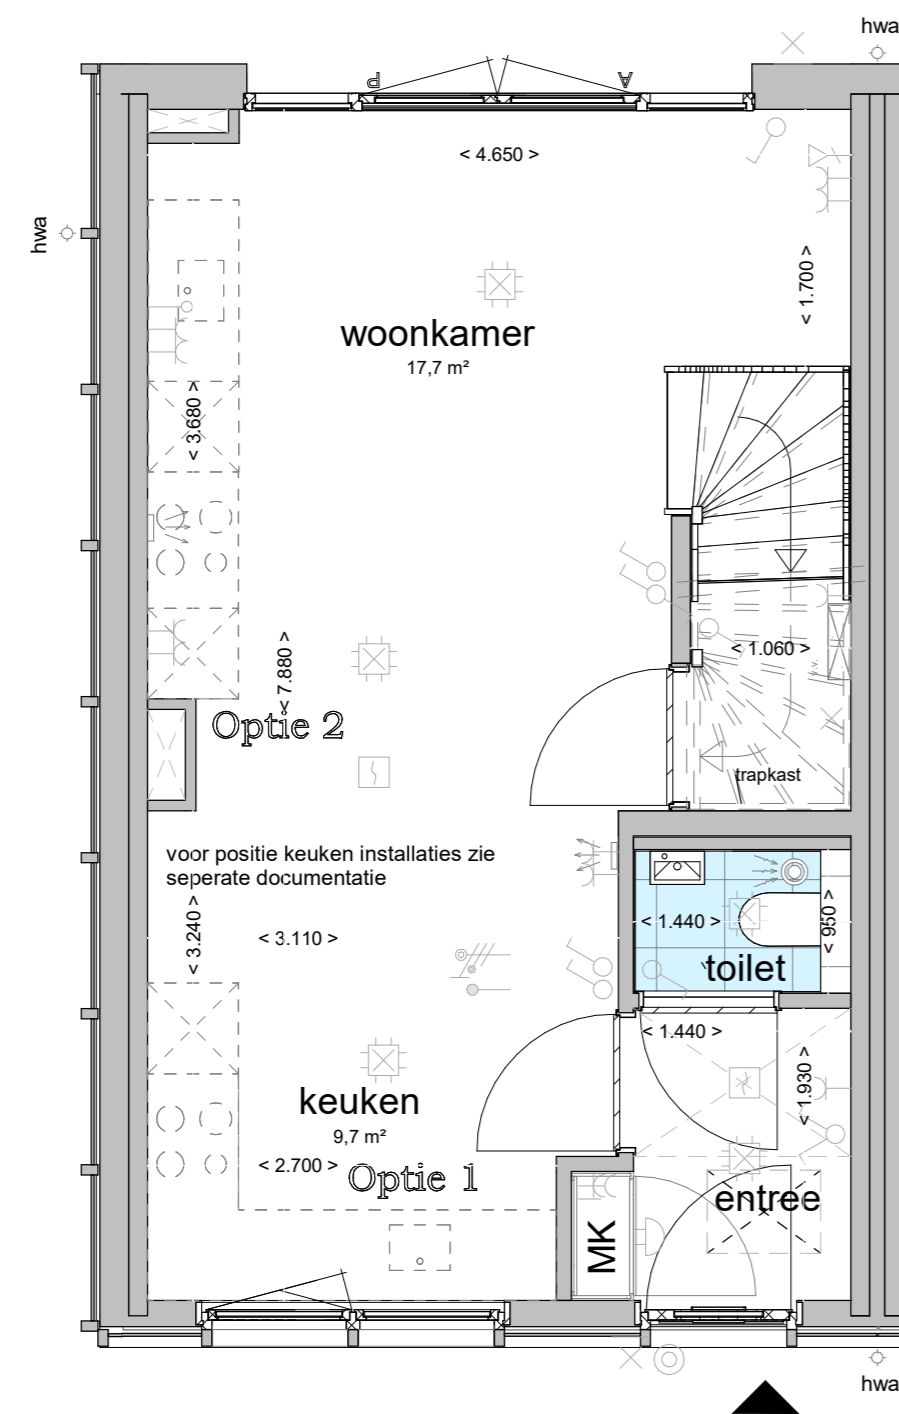 hwa
P
A
< 4.650 >
hwa
< 1.700 >
woonkamer
17,7 m²
< 3.680 >
< 7.880 >
< 1.060 >
Optie 2
trapkast
voor positie keuken installaties zie
seperate documentatie
< 3.240 >
< 3.110 >
< 1.440 >
< 950 >
toilet
< 1.440 >
< 1.930 >
keuken
9,7 m²
< 2.700 >
Optie 1
entree
MK
hwa